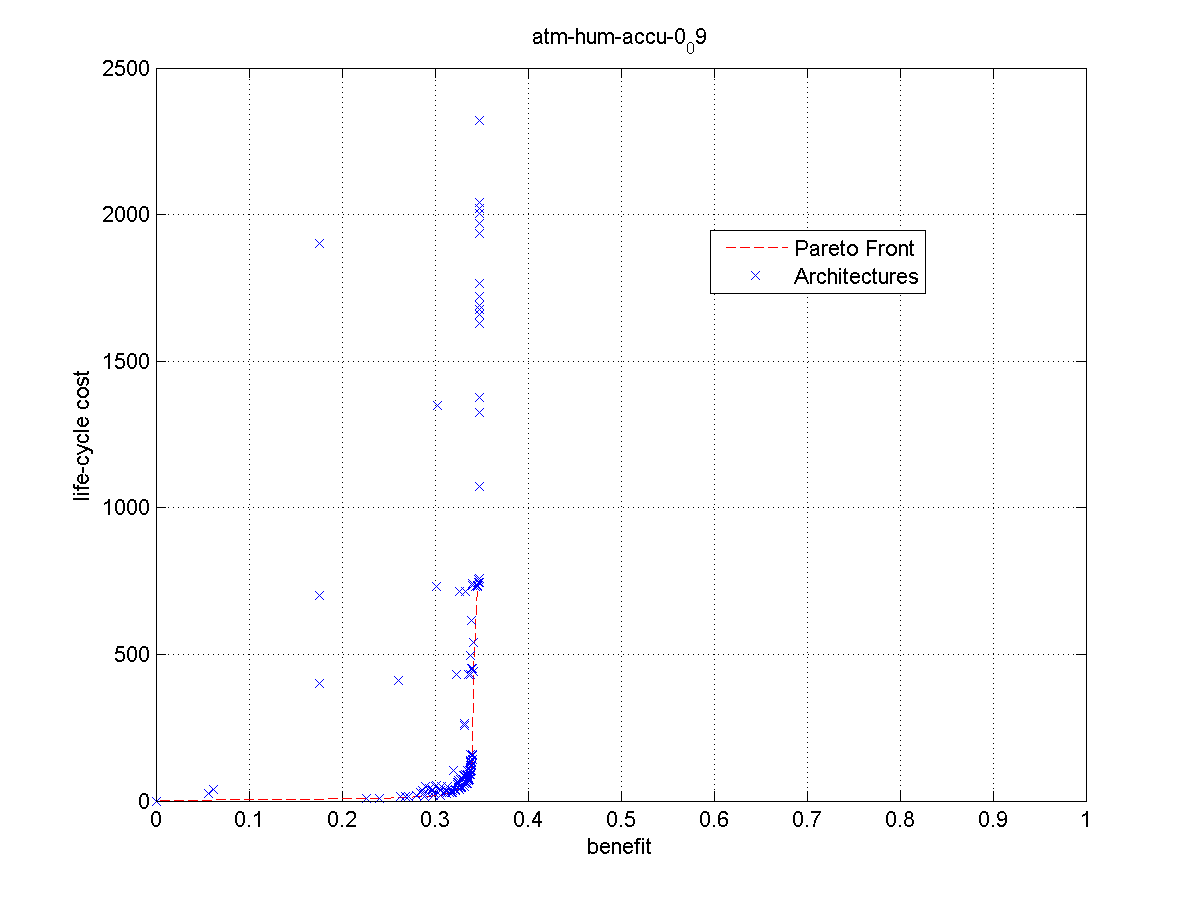 atm-hum-accu-0₀9
2500
2000
1500
1000
500
0
life-cycle cost
Pareto Front
Architectures
0 0.1 0.2 0.3 0.4 0.5 0.6 0.7 0.8 0.9 1
benefit